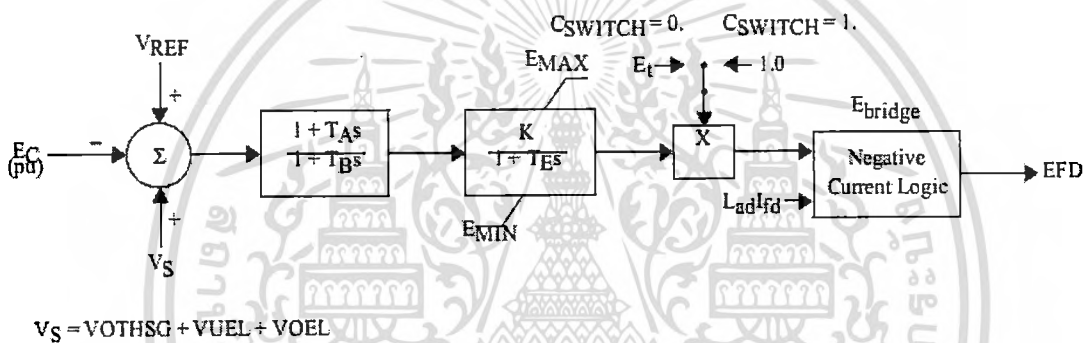 CSWITCH = 0. CSWITCH = 1.
VREF
EMAX
Et
1.0
+
EC
(pu)
−
Σ
1 + TAs
1 + TBs
K
1 + TEs
X
Ebridge
Negative
Current Logic
EFD
LadIfd
+
EMIN
VS
VS = VOTHSG + VUEL + VOEL